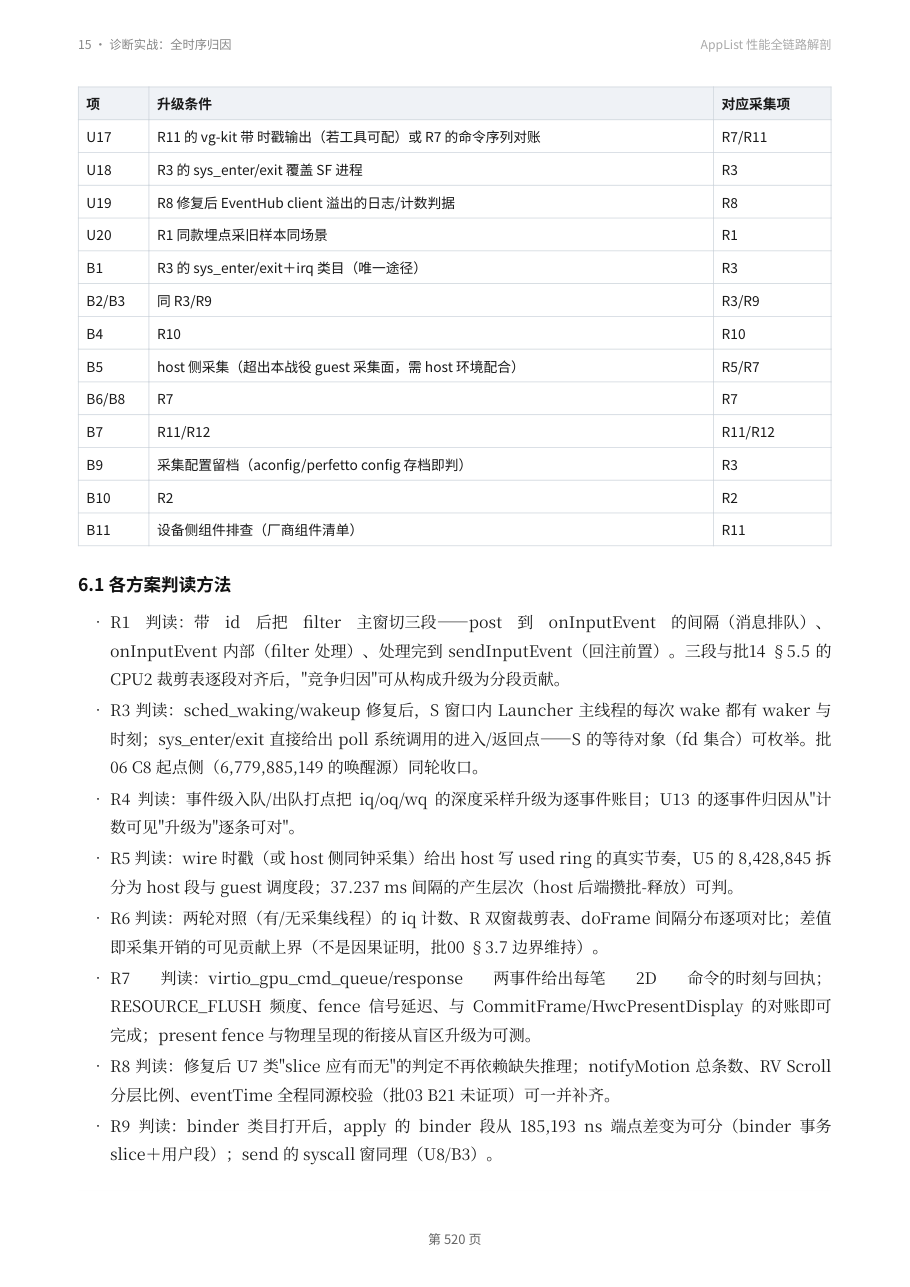 15 · 诊断实战：全时序归因
AppList 性能全链路解剖
项 升级条件 对应采集项
U17 R11 的 vg-kit 带 时戳输出（若工具可配）或 R7 的命令序列对账 R7/R11
U18 R3 的 sys_enter/exit 覆盖 SF 进程 R3
U19 R8 修复后 EventHub client 溢出的日志/计数判据 R8
U20 R1 同款埋点采旧样本同场景 R1
B1 R3 的 sys_enter/exit＋irq 类目（唯一途径） R3
B2/B3 同 R3/R9 R3/R9
B4 R10 R10
B5 host 侧采集（超出本战役 guest 采集面，需 host 环境配合） R5/R7
B6/B8 R7 R7
B7 R11/R12 R11/R12
B9 采集配置留档（aconfig/perfetto config 存档即判） R3
B10 R2 R2
B11 设备侧组件排查（厂商组件清单） R11
6.1 各方案判读方法
· R1 判读：带 id 后把 filter 主窗切三段——post 到 onInputEvent 的间隔（消息排队）、
onInputEvent 内部（filter 处理）、处理完到 sendInputEvent（回注前置）。三段与批14 §5.5 的
CPU2 裁剪表逐段对齐后，"竞争归因"可从构成升级为分段贡献。
· R3 判读：sched_waking/wakeup 修复后，S 窗口内 Launcher 主线程的每次 wake 都有 waker 与
时刻；sys_enter/exit 直接给出 poll 系统调用的进入/返回点——S 的等待对象（fd 集合）可枚举。批
06 C8 起点侧（6,779,885,149 的唤醒源）同轮收口。
· R4 判读：事件级入队/出队打点把 iq/oq/wq 的深度采样升级为逐事件账目；U13 的逐事件归因从"计
数可见"升级为"逐条可对"。
· R5 判读：wire 时戳（或 host 侧同钟采集）给出 host 写 used ring 的真实节奏，U5 的 8,428,845 拆
分为 host 段与 guest 调度段；37.237 ms 间隔的产生层次（host 后端攒批-释放）可判。
· R6 判读：两轮对照（有/无采集线程）的 iq 计数、R 双窗裁剪表、doFrame 间隔分布逐项对比；差值
即采集开销的可见贡献上界（不是因果证明，批00 §3.7 边界维持）。
· R7 判读：virtio_gpu_cmd_queue/response 两事件给出每笔 2D 命令的时刻与回执；
RESOURCE_FLUSH 频度、fence 信号延迟、与 CommitFrame/HwcPresentDisplay 的对账即可
完成；present fence 与物理呈现的衔接从盲区升级为可测。
· R8 判读：修复后 U7 类"slice 应有而无"的判定不再依赖缺失推理；notifyMotion 总条数、RV Scroll
分层比例、eventTime 全程同源校验（批03 B21 未证项）可一并补齐。
· R9 判读：binder 类目打开后，apply 的 binder 段从 185,193 ns 端点差变为可分（binder 事务
slice＋用户段）；send 的 syscall 窗同理（U8/B3）。
第 520 页